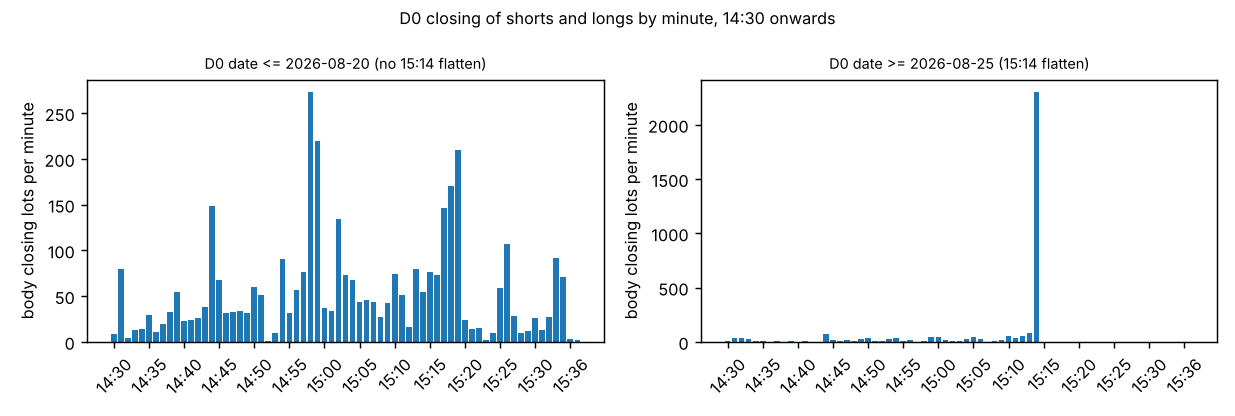 D0 closing of shorts and longs by minute, 14:30 onwards
D0 date <= 2026-08-20 (no 15:14 flatten)
body closing lots per minute
250
200
150
100
50
0
14:30 14:35 14:40 14:45 14:50 14:55 15:00 15:05 15:10 15:15 15:20 15:25 15:30 15:36
D0 date >= 2026-08-25 (15:14 flatten)
body closing lots per minute
2000
1500
1000
500
0
14:30 14:35 14:40 14:45 14:50 14:55 15:00 15:05 15:10 15:15 15:20 15:25 15:30 15:36